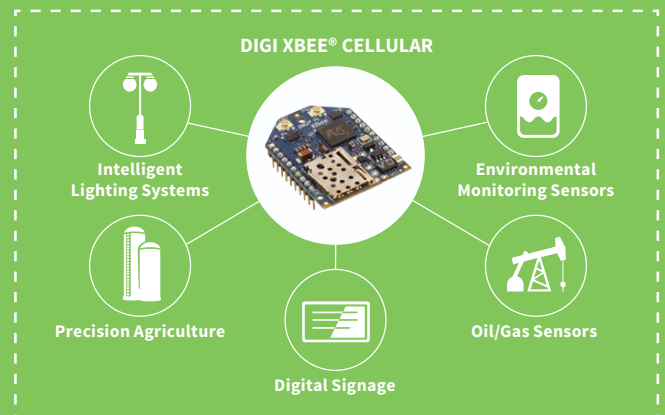 DIGI XBEE® CELLULAR
Intelligent
Lighting Systems
Environmental
Monitoring Sensors
Precision Agriculture
Oil/Gas Sensors
Digital Signage